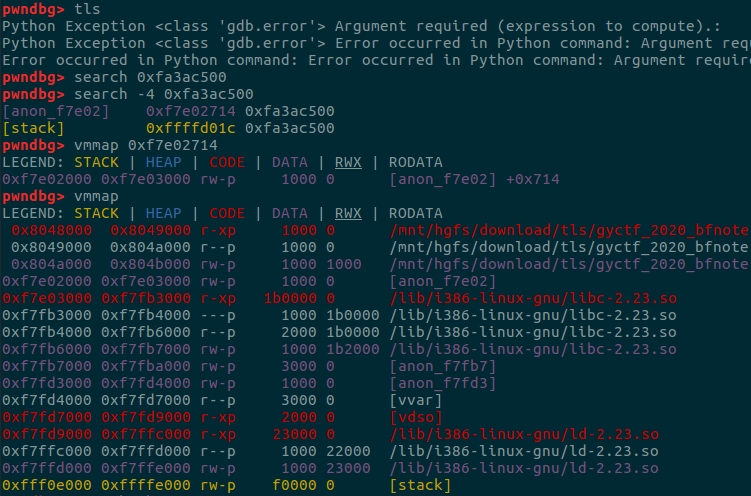 pwndbg> tls
Python Exception <class 'gdb.error'> Argument required (expression to compute).:
Python Exception <class 'gdb.error'> Error occurred in Python command: Argument requ
Error occurred in Python command: Error occurred in Python command: Argument require
pwndbg> search 0xfa3ac500
pwndbg> search -4 0xfa3ac500
[anon_f7e02]    0xf7e02714 0xfa3ac500
[stack]         0xffffd01c 0xfa3ac500
pwndbg> vmmap 0xf7e02714
LEGEND: STACK | HEAP | CODE | DATA | RWX | RODATA
0xf7e02000 0xf7e03000 rw-p     1000 0      [anon_f7e02] +0x714
pwndbg> vmmap
LEGEND: STACK | HEAP | CODE | DATA | RWX | RODATA
 0x8048000  0x8049000 r-xp     1000 0      /mnt/hgfs/download/tls/gyctf_2020_bfnote
 0x8049000  0x804a000 r--p     1000 0      /mnt/hgfs/download/tls/gyctf_2020_bfnote
 0x804a000  0x804b000 rw-p     1000 1000   /mnt/hgfs/download/tls/gyctf_2020_bfnote
0xf7e02000 0xf7e03000 rw-p     1000 0      [anon_f7e02]
0xf7e03000 0xf7fb3000 r-xp   1b0000 0      /lib/i386-linux-gnu/libc-2.23.so
0xf7fb3000 0xf7fb4000 ---p     1000 1b0000 /lib/i386-linux-gnu/libc-2.23.so
0xf7fb4000 0xf7fb6000 r--p     2000 1b0000 /lib/i386-linux-gnu/libc-2.23.so
0xf7fb6000 0xf7fb7000 rw-p     1000 1b2000 /lib/i386-linux-gnu/libc-2.23.so
0xf7fb7000 0xf7fba000 rw-p     3000 0      [anon_f7fb7]
0xf7fd3000 0xf7fd4000 rw-p     1000 0      [anon_f7fd3]
0xf7fd4000 0xf7fd7000 r--p     3000 0      [vvar]
0xf7fd7000 0xf7fd9000 r-xp     2000 0      [vdso]
0xf7fd9000 0xf7ffc000 r-xp    23000 0      /lib/i386-linux-gnu/ld-2.23.so
0xf7ffc000 0xf7ffd000 r--p     1000 22000  /lib/i386-linux-gnu/ld-2.23.so
0xf7ffd000 0xf7ffe000 rw-p     1000 23000  /lib/i386-linux-gnu/ld-2.23.so
0xfff0e000 0xffffe000 rw-p    f0000 0      [stack]